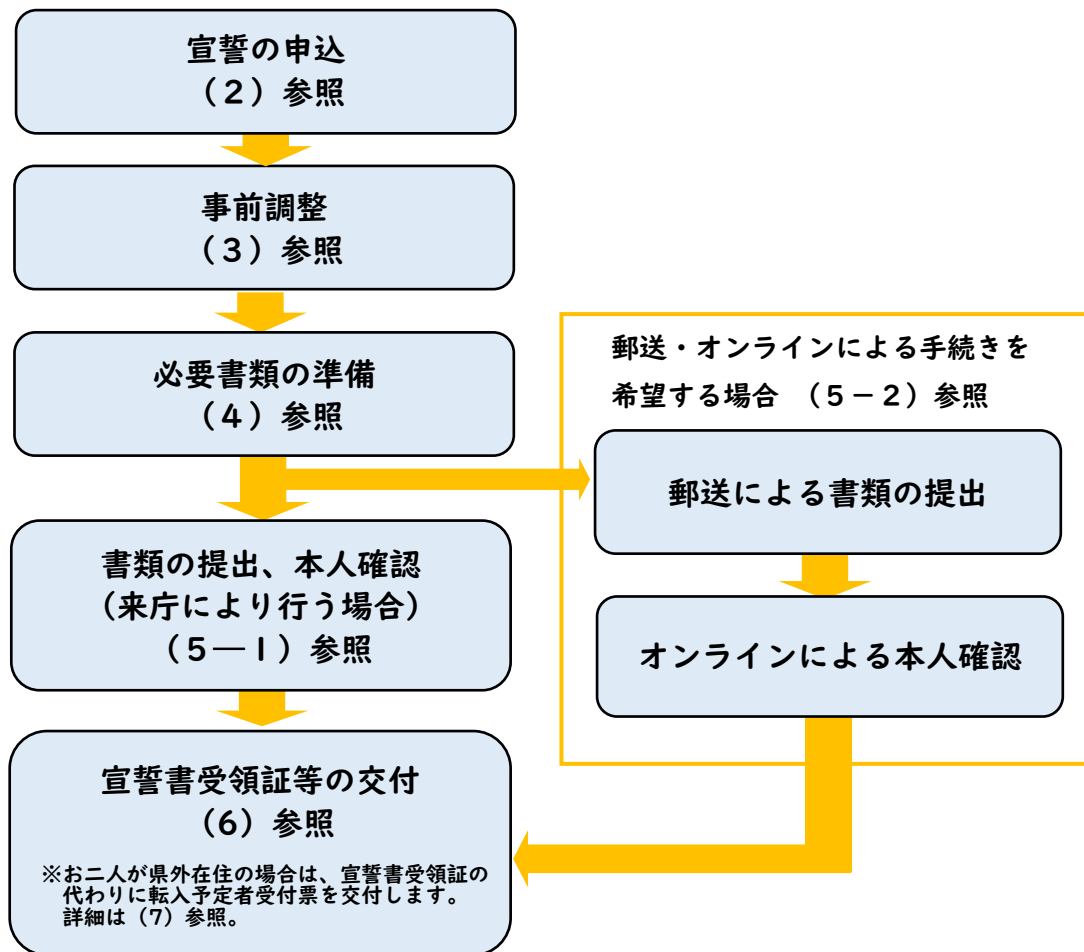 宣誓の申込
（２）参照
事前調整
（３）参照
必要書類の準備
（４）参照
郵送・オンラインによる手続きを
希望する場合　（５－２）参照
郵送による書類の提出
書類の提出、本人確認
（来庁により行う場合）
（５―１）参照
オンラインによる本人確認
宣誓書受領証等の交付
（６）参照
※お二人が県外在住の場合は、宣誓書受領証の
代わりに転入予定者受付票を交付します。
詳細は（７）参照。